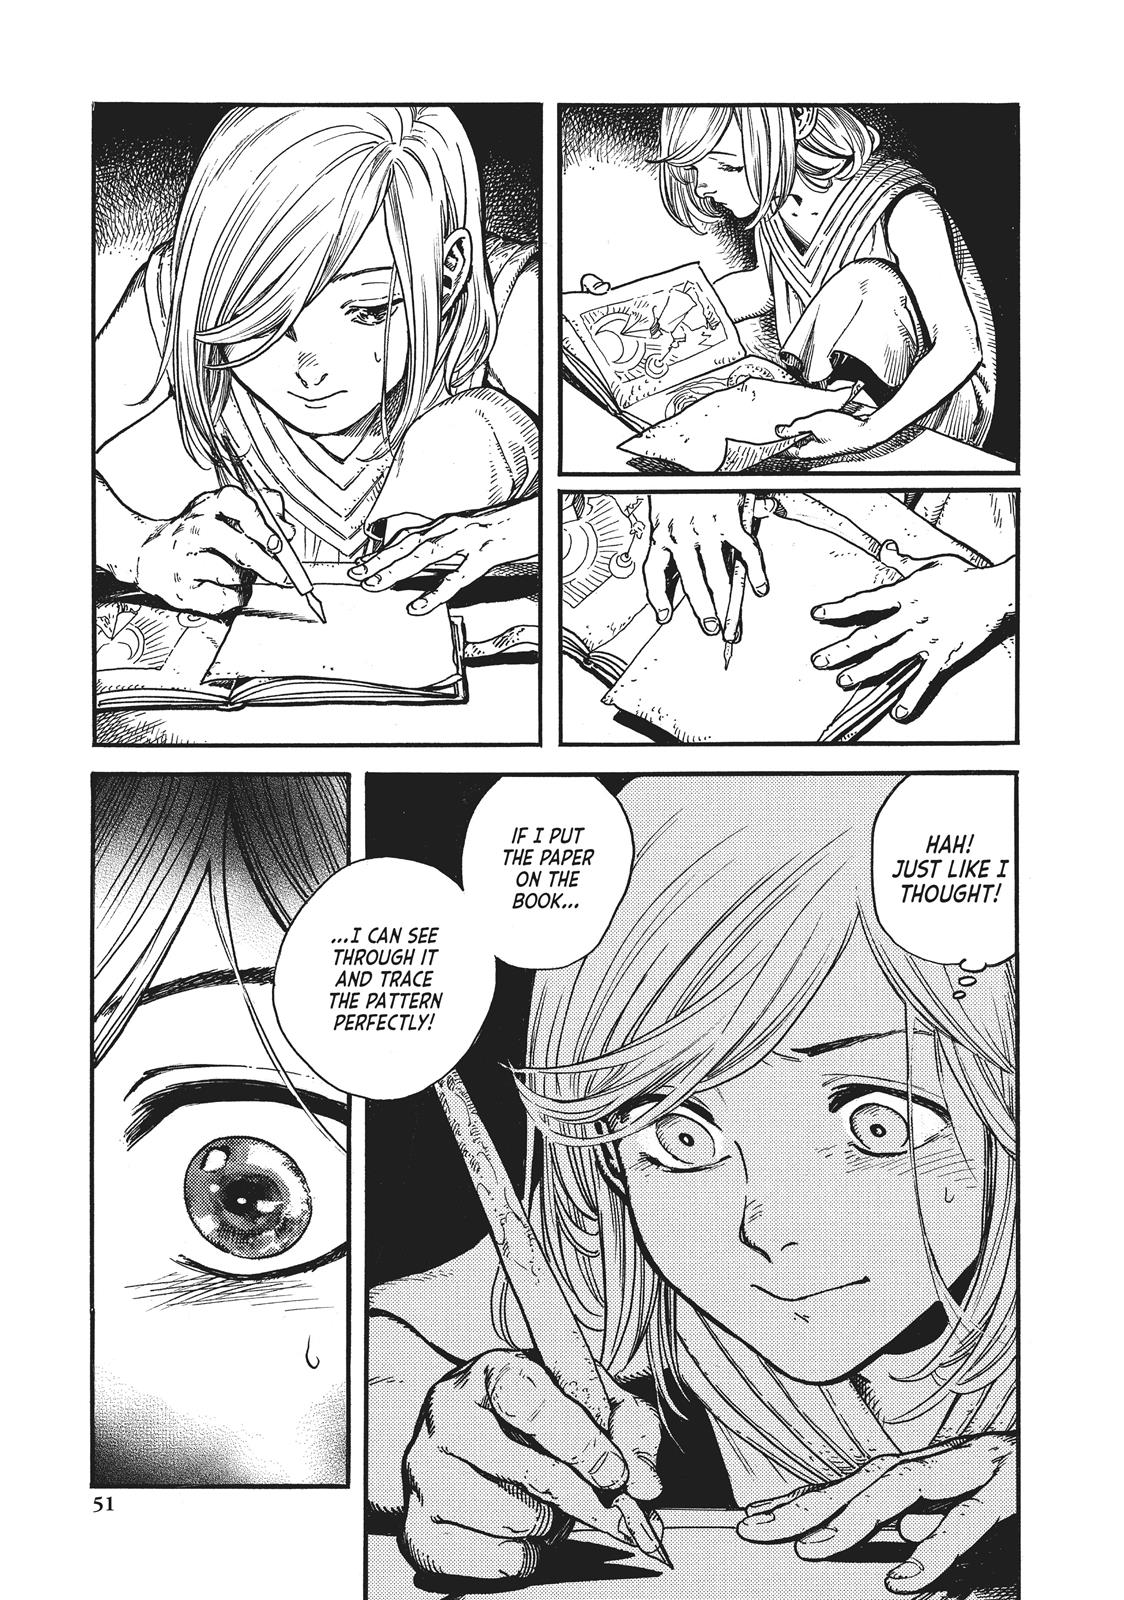 HAH!
JUST LIKE I
THOUGHT!
IF I PUT
THE PAPER
ON THE
BOOK...
...I CAN SEE
THROUGH IT
AND TRACE
THE PATTERN
PERFECTLY!
51